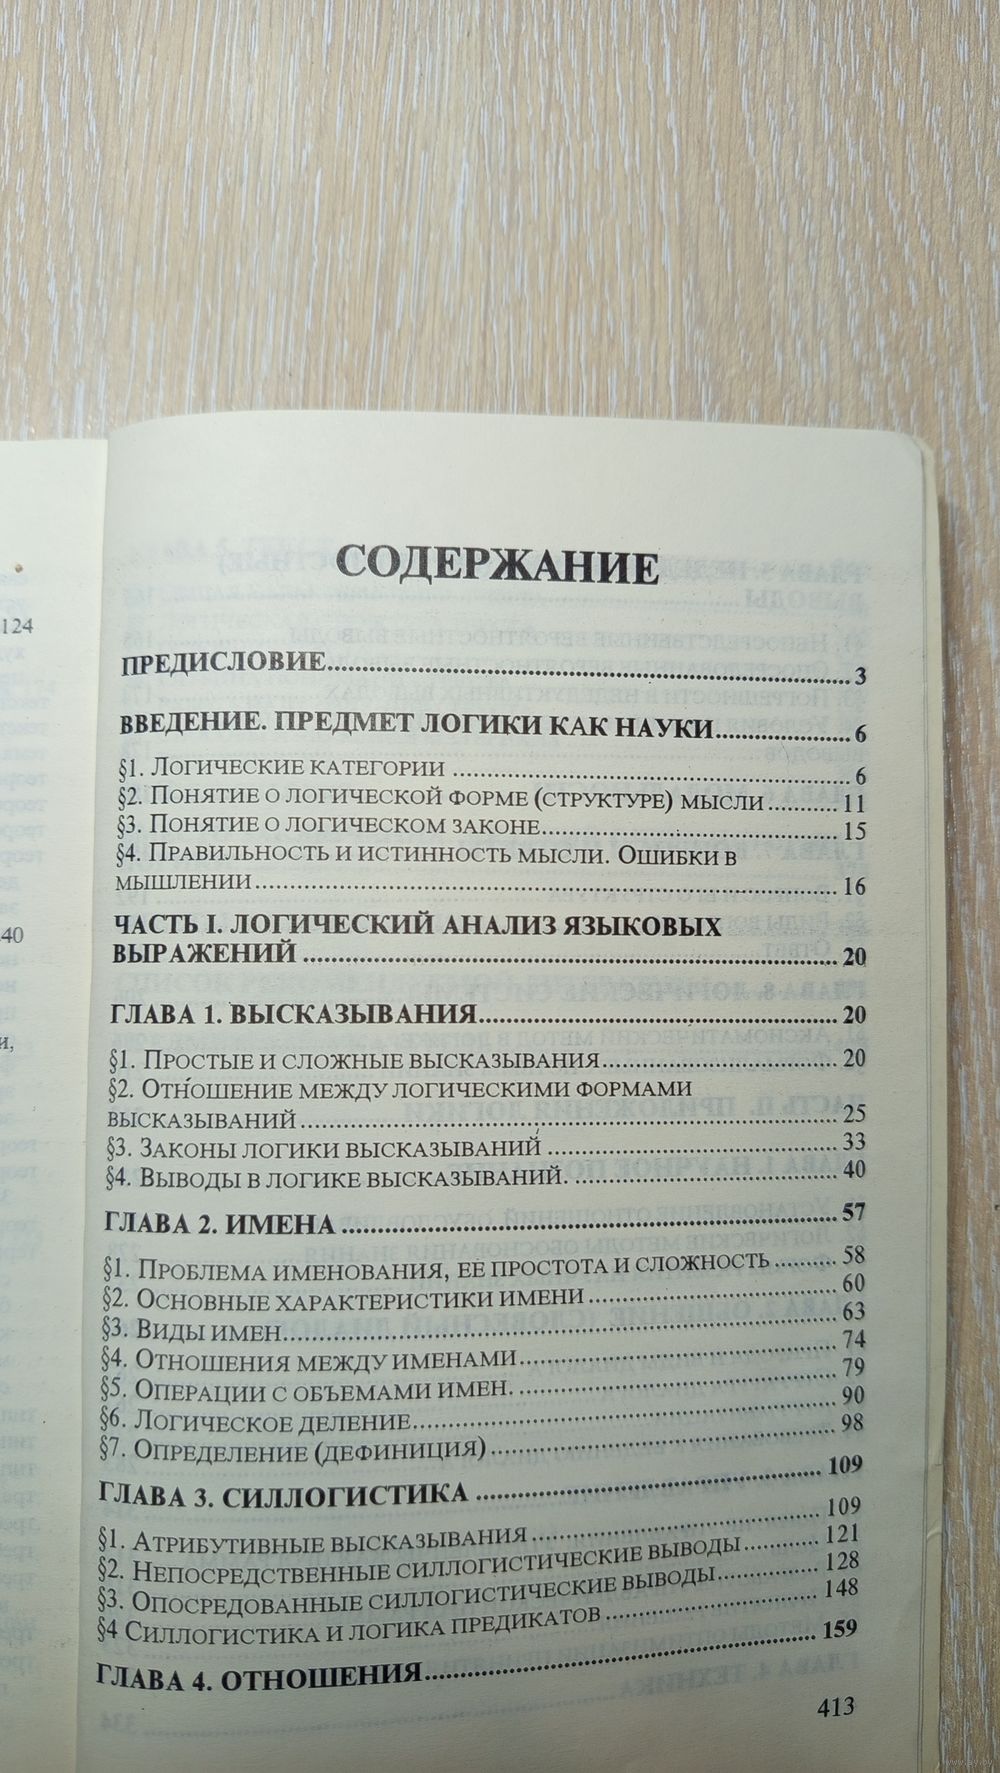 СОДЕРЖАНИЕ
ПРЕДИСЛОВИЕ 3
ВВЕДЕНИЕ. ПРЕДМЕТ ЛОГИКИ КАК НАУКИ 6
§1. ЛОГИЧЕСКИЕ КАТЕГОРИИ 6
§2. ПОНЯТИЕ О ЛОГИЧЕСКОЙ ФОРМЕ (СТРУКТУРЕ) МЫСЛИ 11
§3. ПОНЯТИЕ О ЛОГИЧЕСКОМ ЗАКОНЕ 15
§4. ПРАВИЛЬНОСТЬ И ИСТИННОСТЬ МЫСЛИ. ОШИБКИ В
МЫШЛЕНИИ 16
ЧАСТЬ I. ЛОГИЧЕСКИЙ АНАЛИЗ ЯЗЫКОВЫХ
ВЫРАЖЕНИЙ 20
ГЛАВА 1. ВЫСКАЗЫВАНИЯ 20
§1. ПРОСТЫЕ И СЛОЖНЫЕ ВЫСКАЗЫВАНИЯ 20
§2. ОТНОШЕНИЕ МЕЖДУ ЛОГИЧЕСКИМИ ФОРМАМИ
ВЫСКАЗЫВАНИЙ 25
§3. ЗАКОНЫ ЛОГИКИ ВЫСКАЗЫВАНИЙ 33
§4. ВЫВОДЫ В ЛОГИКЕ ВЫСКАЗЫВАНИЙ. 40
ГЛАВА 2. ИМЕНА 57
§1. ПРОБЛЕМА ИМЕНОВАНИЯ, ЕЕ ПРОСТОТА И СЛОЖНОСТЬ 58
§2. ОСНОВНЫЕ ХАРАКТЕРИСТИКИ ИМЕНИ 60
§3. ВИДЫ ИМЕН 63
§4. ОТНОШЕНИЯ МЕЖДУ ИМЕНАМИ 74
§5. ОПЕРАЦИИ С ОБЪЕМАМИ ИМЕН. 79
§6. ЛОГИЧЕСКОЕ ДЕЛЕНИЕ 90
§7. ОПРЕДЕЛЕНИЕ (ДЕФИНИЦИЯ) 98
ГЛАВА 3. СИЛЛОГИСТИКА 109
§1. АТРИБУТИВНЫЕ ВЫСКАЗЫВАНИЯ 109
§2. НЕПОСРЕДСТВЕННЫЕ СИЛЛОГИСТИЧЕСКИЕ ВЫВОДЫ 121
§3. ОПОСРЕДОВАННЫЕ СИЛЛОГИСТИЧЕСКИЕ ВЫВОДЫ 128
§4 СИЛЛОГИСТИКА И ЛОГИКА ПРЕДИКАТОВ 148
ГЛАВА 4. ОТНОШЕНИЯ 159
413
124